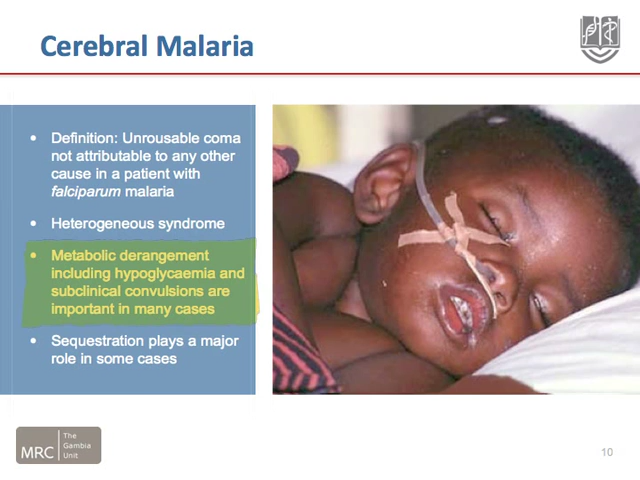 Cerebral Malaria
• Definition: Unrousable coma
not attributable to any other
cause in a patient with
falciparum malaria
• Heterogeneous syndrome
• Metabolic derangement
including hypoglycaemia and
subclinical convulsions are
important in many cases
• Sequestration plays a major
role in some cases
MRC
The
Gambia
Unit
10